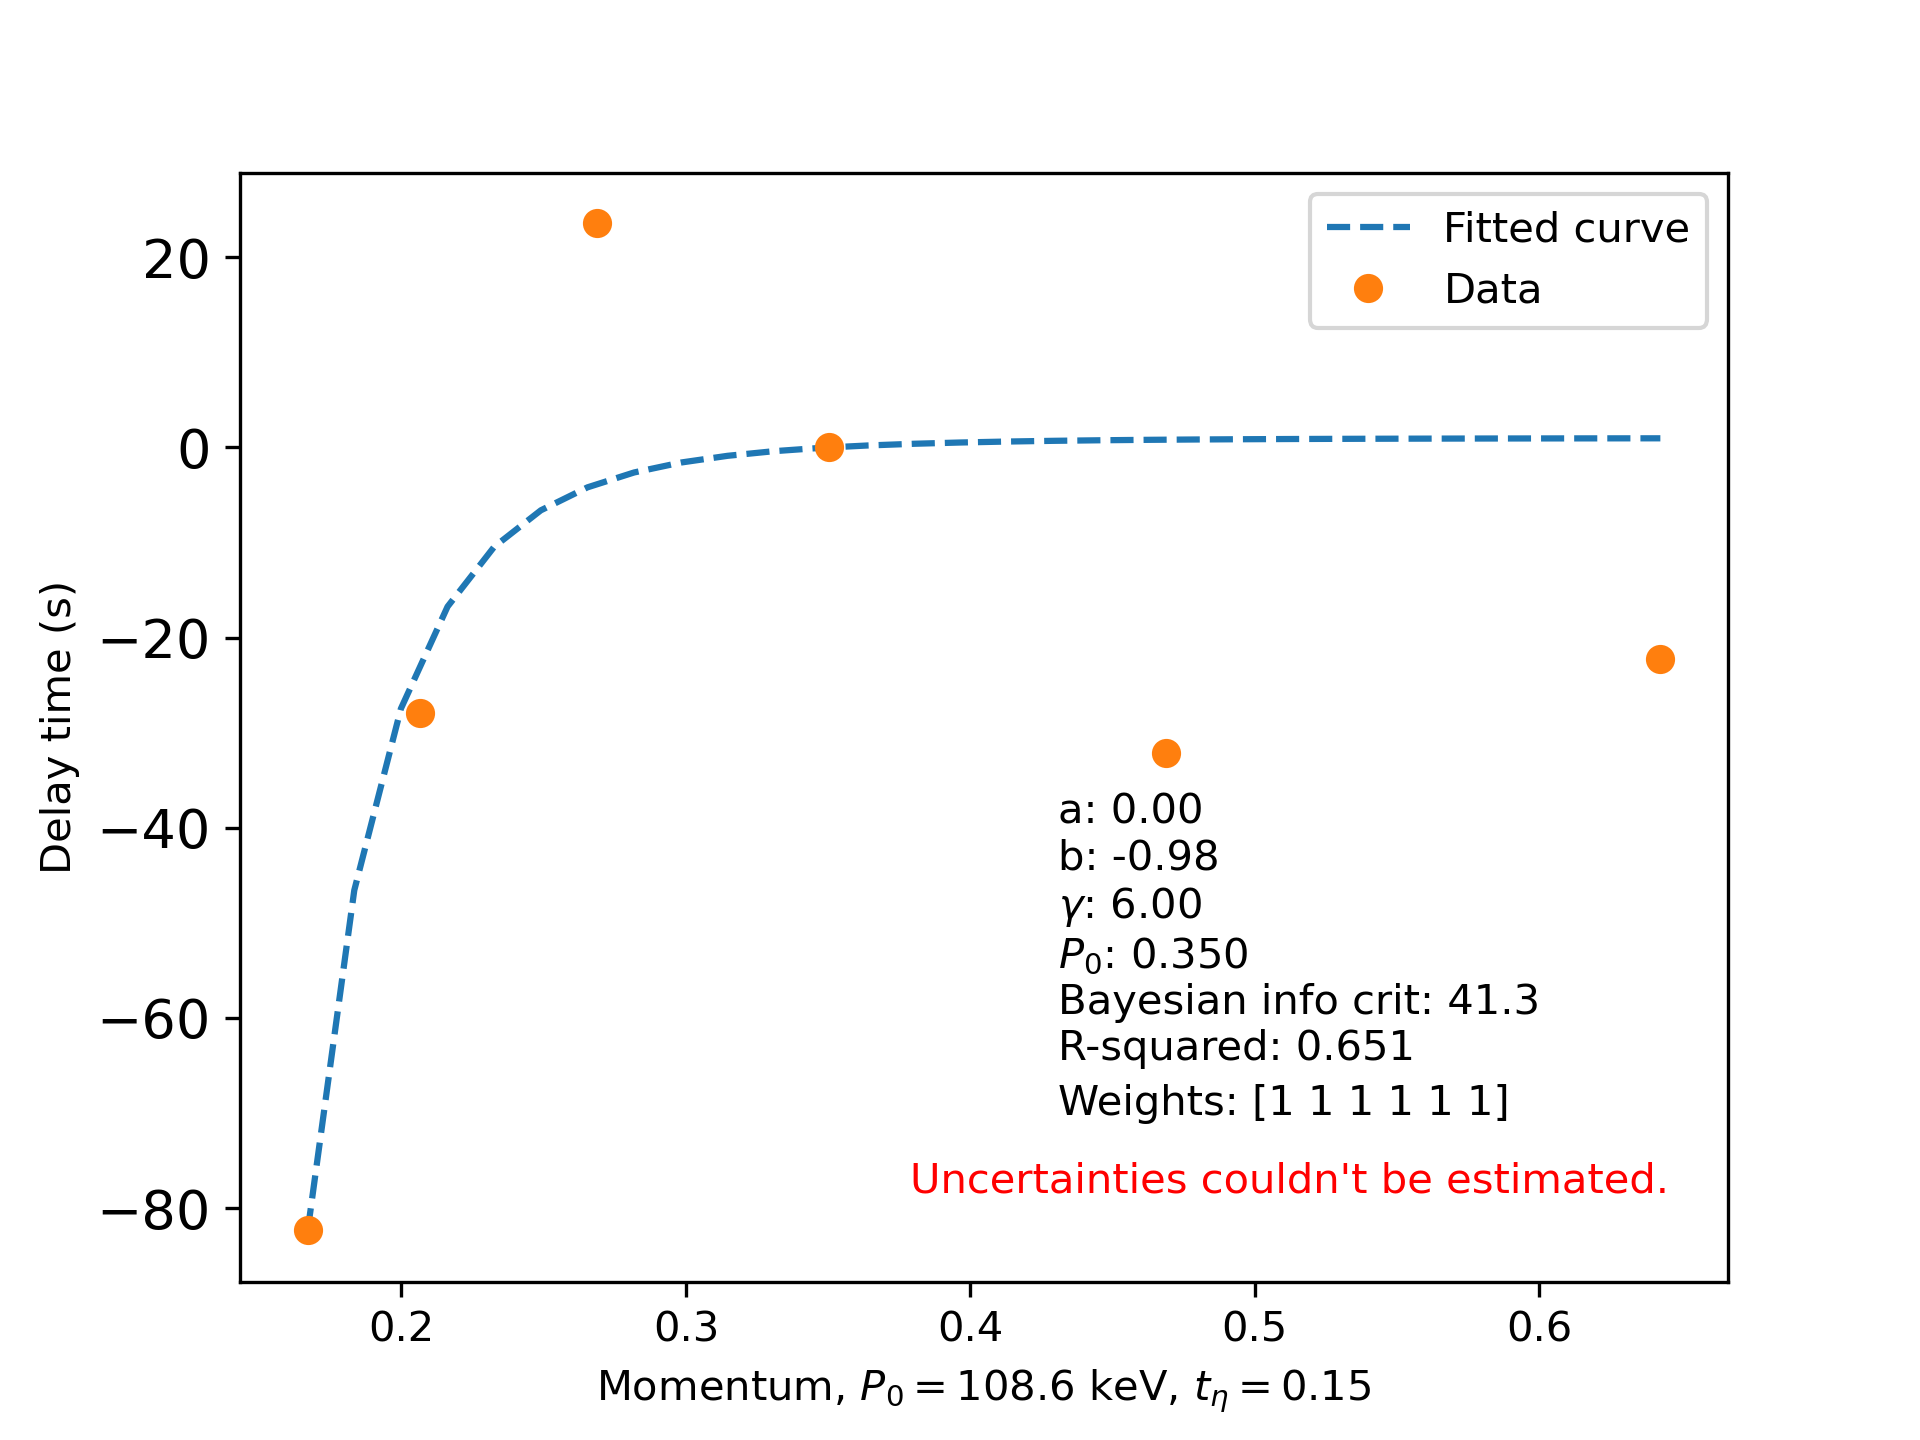 Fitted curve
Data
20
0
−20
−40
−60
−80
Delay time (s)
a: 0.00
b: -0.98
γ: 6.00
P₀: 0.350
Bayesian info crit: 41.3
R-squared: 0.651
Weights: [1 1 1 1 1 1]
Uncertainties couldn't be estimated.
0.2 0.3 0.4 0.5 0.6
Momentum, P₀ = 108.6 keV, tη = 0.15